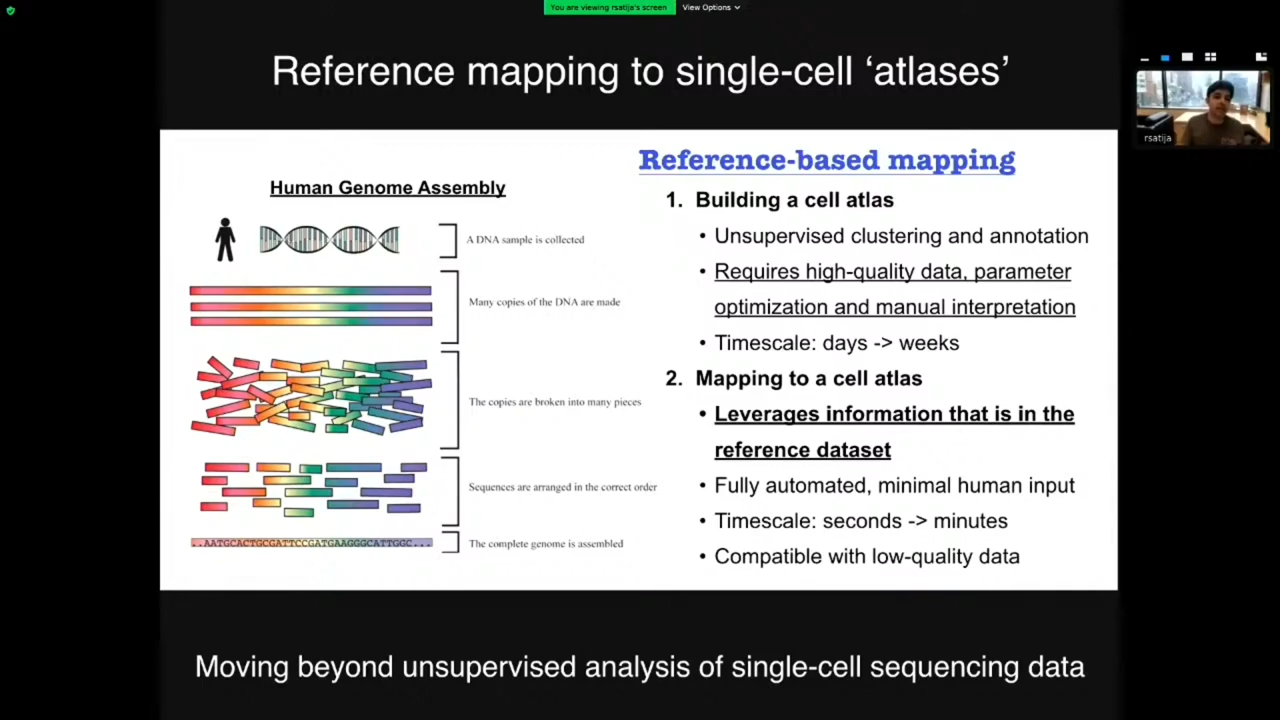 You are viewing rsatija's screen
View Options
Reference mapping to single-cell ‘atlases’
rsatija
Human Genome Assembly
A DNA sample is collected
Many copies of the DNA are made
The copies are broken into many pieces
Sequences are arranged in the correct order
..AATGCACTGCGATTCCGATGAAGGGCATTGGC...
The complete genome is assembled
Reference-based mapping
1. Building a cell atlas
• Unsupervised clustering and annotation
• Requires high-quality data, parameter
optimization and manual interpretation
• Timescale: days -> weeks
2. Mapping to a cell atlas
• Leverages information that is in the
reference dataset
• Fully automated, minimal human input
• Timescale: seconds -> minutes
• Compatible with low-quality data
Moving beyond unsupervised analysis of single-cell sequencing data